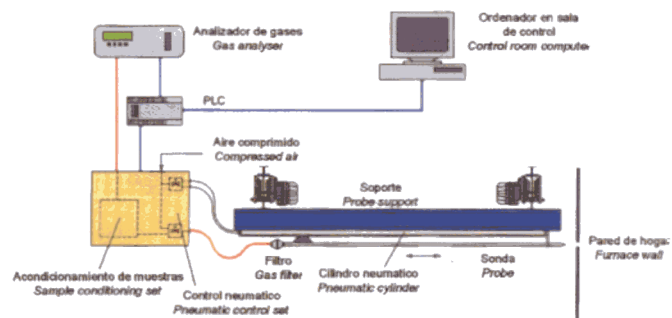 Analizador de gases
Gas analyser
Ordenador en sala
de control
Control room computer
PLC
Aire comprimido
Compressed air
Soporte
Probe support
Pared de hogar
Furnace wall
Filtro
Gas filter
Cilindro neumatico
Pneumatic cylinder
Sonda
Probe
Acondicionamiento de muestras
Sample conditioning set
Control neumatico
Pneumatic control set